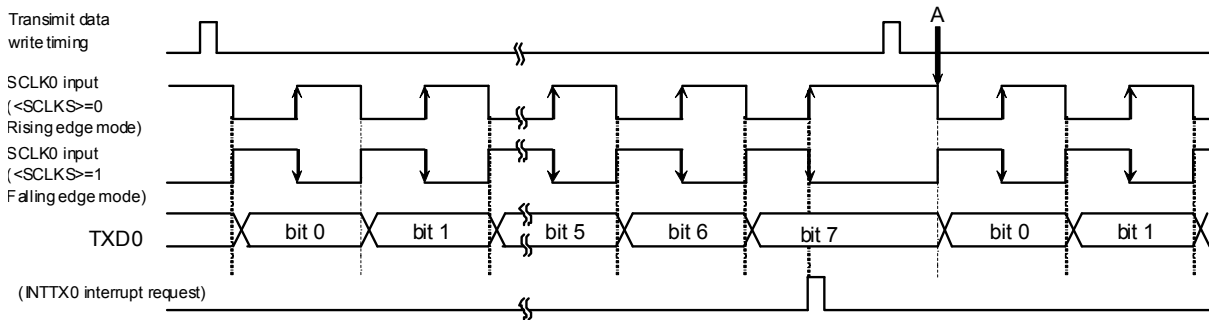 Transimit data
write timing
A
SCLK0 input
(<SCLKS>=0
Rising edge mode)
SCLK0 input
(<SCLKS>=1
Falling edge mode)
TXD0
bit 0
bit 1
bit 5
bit 6
bit 7
bit 0
bit 1
(INTTX0 interrupt request)